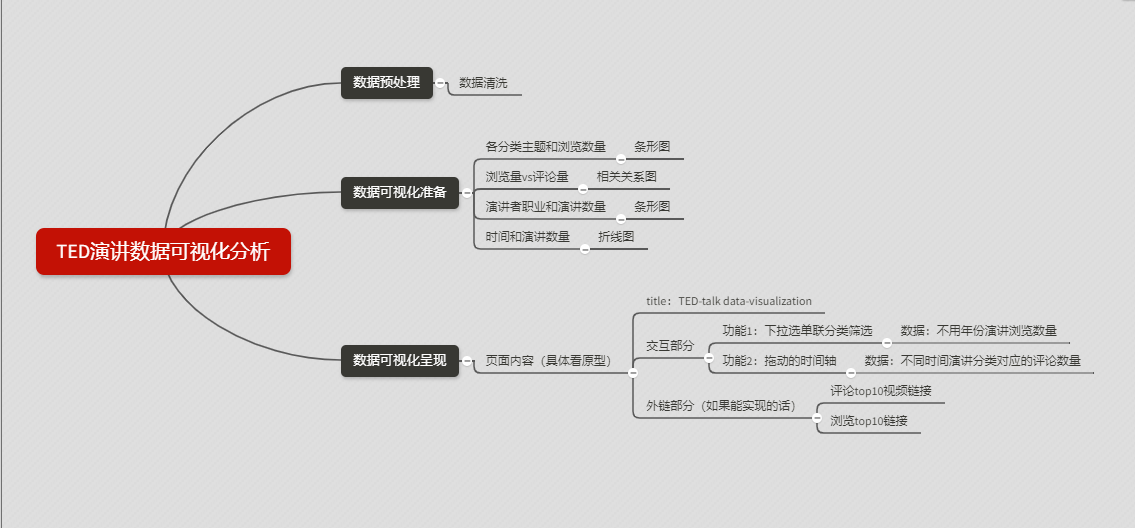 TED演讲数据可视化分析
数据预处理
数据清洗
数据可视化准备
各分类主题和浏览数量 条形图
浏览量vs评论量 相关关系图
演讲者职业和演讲数量 条形图
时间和演讲数量 折线图
数据可视化呈现
页面内容（具体看原型）
title：TED-talk data-visualization
交互部分
功能1：下拉选单联分类筛选 数据：不用年份演讲浏览数量
功能2：拖动的时间轴 数据：不同时间演讲分类对应的评论数量
外链部分（如果能实现的话）
评论top10视频链接
浏览top10链接